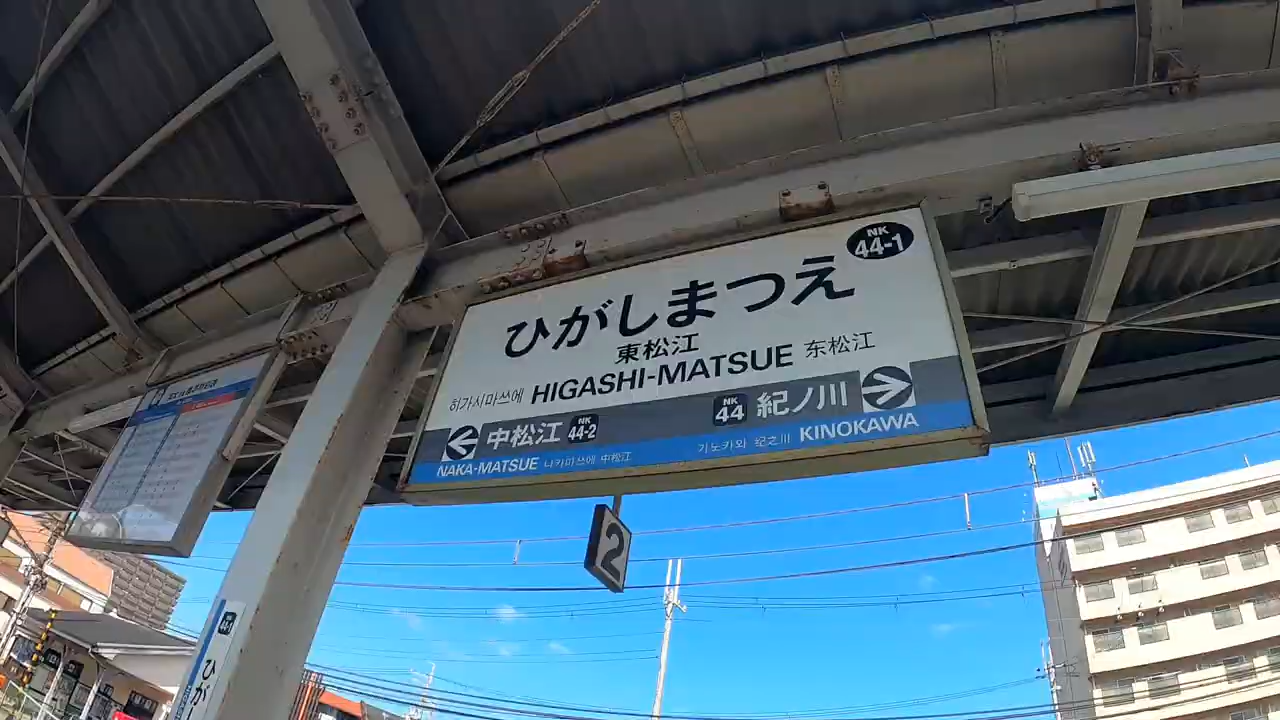 NK
44-1
ひがしまつえ
東松江
히가시마쓰에 HIGASHI-MATSUE 东松江
中松江 NK 44-2
NK 44 紀ノ川
NAKA-MATSUE 나카마쓰에 中松江
기노카와 纪之川 KINOKAWA
2
ひが